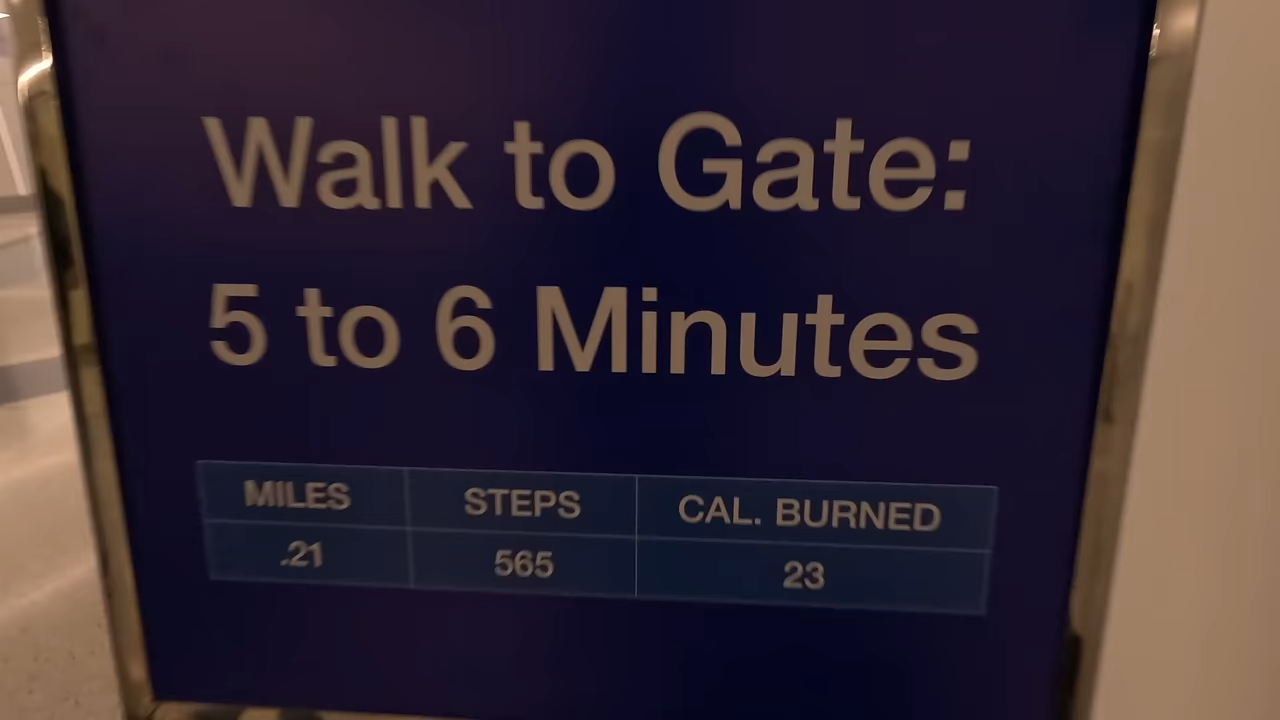 Walk to Gate:
5 to 6 Minutes
MILES STEPS CAL. BURNED
.21 565 23